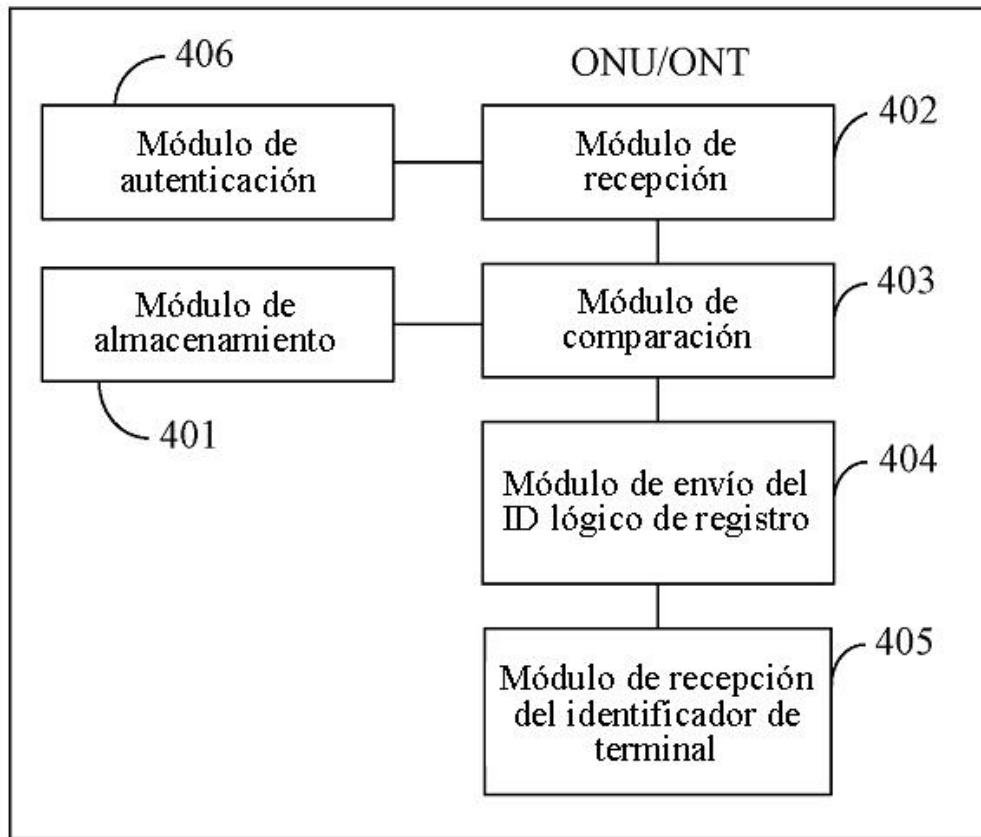 406
ONU/ONT
402
Módulo de
autenticación
Módulo de
recepción
403
Módulo de
almacenamiento
Módulo de
comparación
401
404
Módulo de envío del
ID lógico de registro
405
Módulo de recepción
del identificador de
terminal